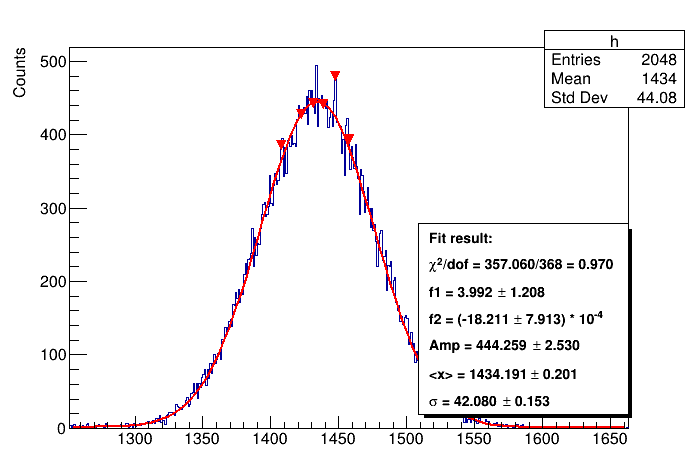 h
Entries 2048
Mean 1434
Std Dev 44.08
Counts
500
400
300
200
100
0
Fit result:
χ²/dof = 357.060/368 = 0.970
f1 = 3.992 ± 1.208
f2 = (-18.211 ± 7.913) * 10⁻⁴
Amp = 444.259 ± 2.530
<x> = 1434.191 ± 0.201
σ = 42.080 ± 0.153
1300 1350 1400 1450 1500 1550 1600 1650